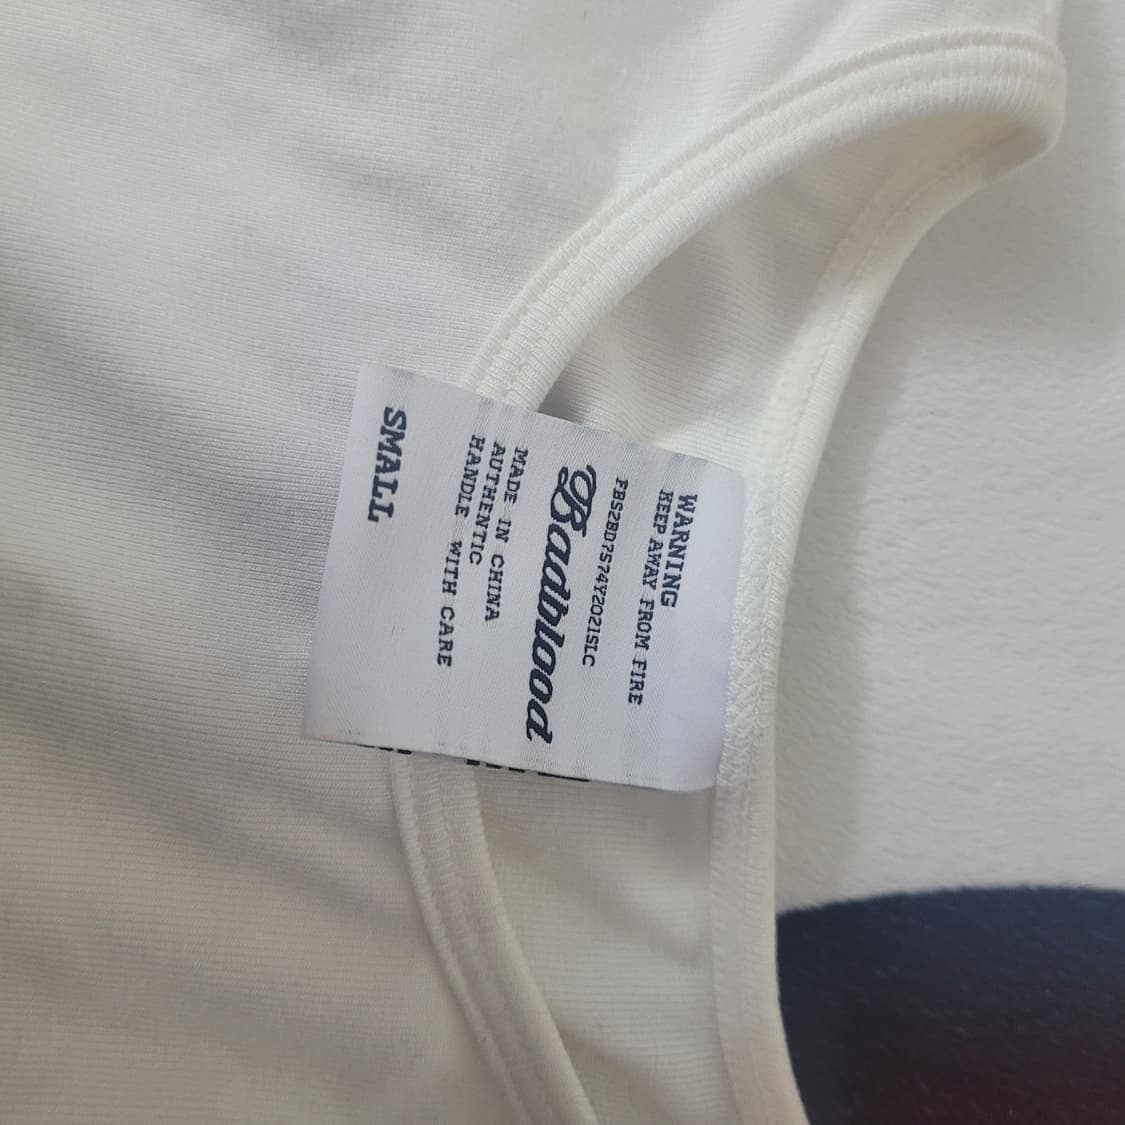 WARNING
KEEP AWAY FROM FIRE
FBS2BD7574Y2021SLC
Badblood
MADE IN CHINA
AUTHENTIC
HANDLE WITH CARE
SMALL